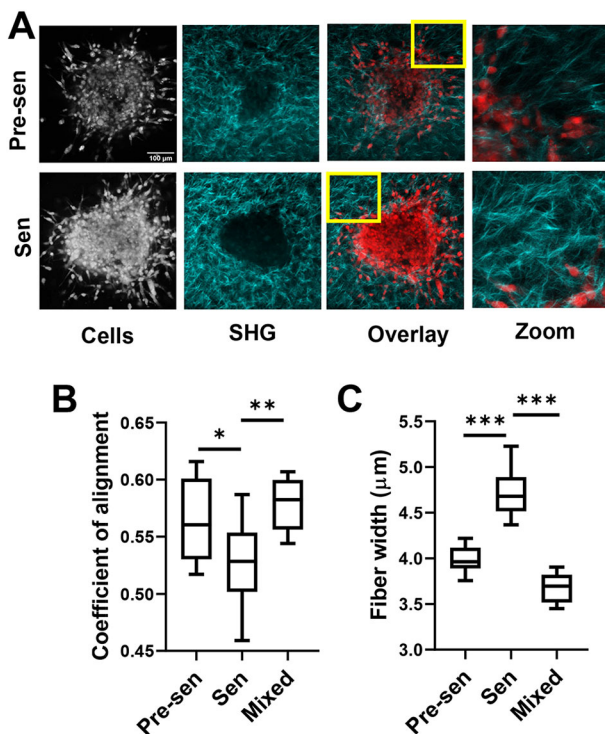 A
Pre-sen
100 µm
Sen
Cells SHG Overlay Zoom
B
Coefficient of alignment
0.65
0.60
0.55
0.50
0.45
* **
Pre-sen Sen Mixed
C
Fiber width (µm)
5.5
5.0
4.5
4.0
3.5
3.0
*** ***
Pre-sen Sen Mixed